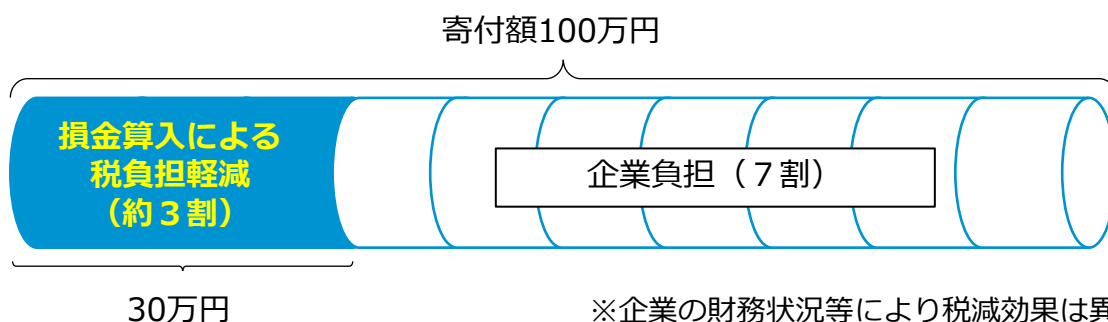 寄付額100万円
損金算入による
税負担軽減
（約３割）
企業負担（７割）
30万円
※企業の財務状況等により税減効果は異